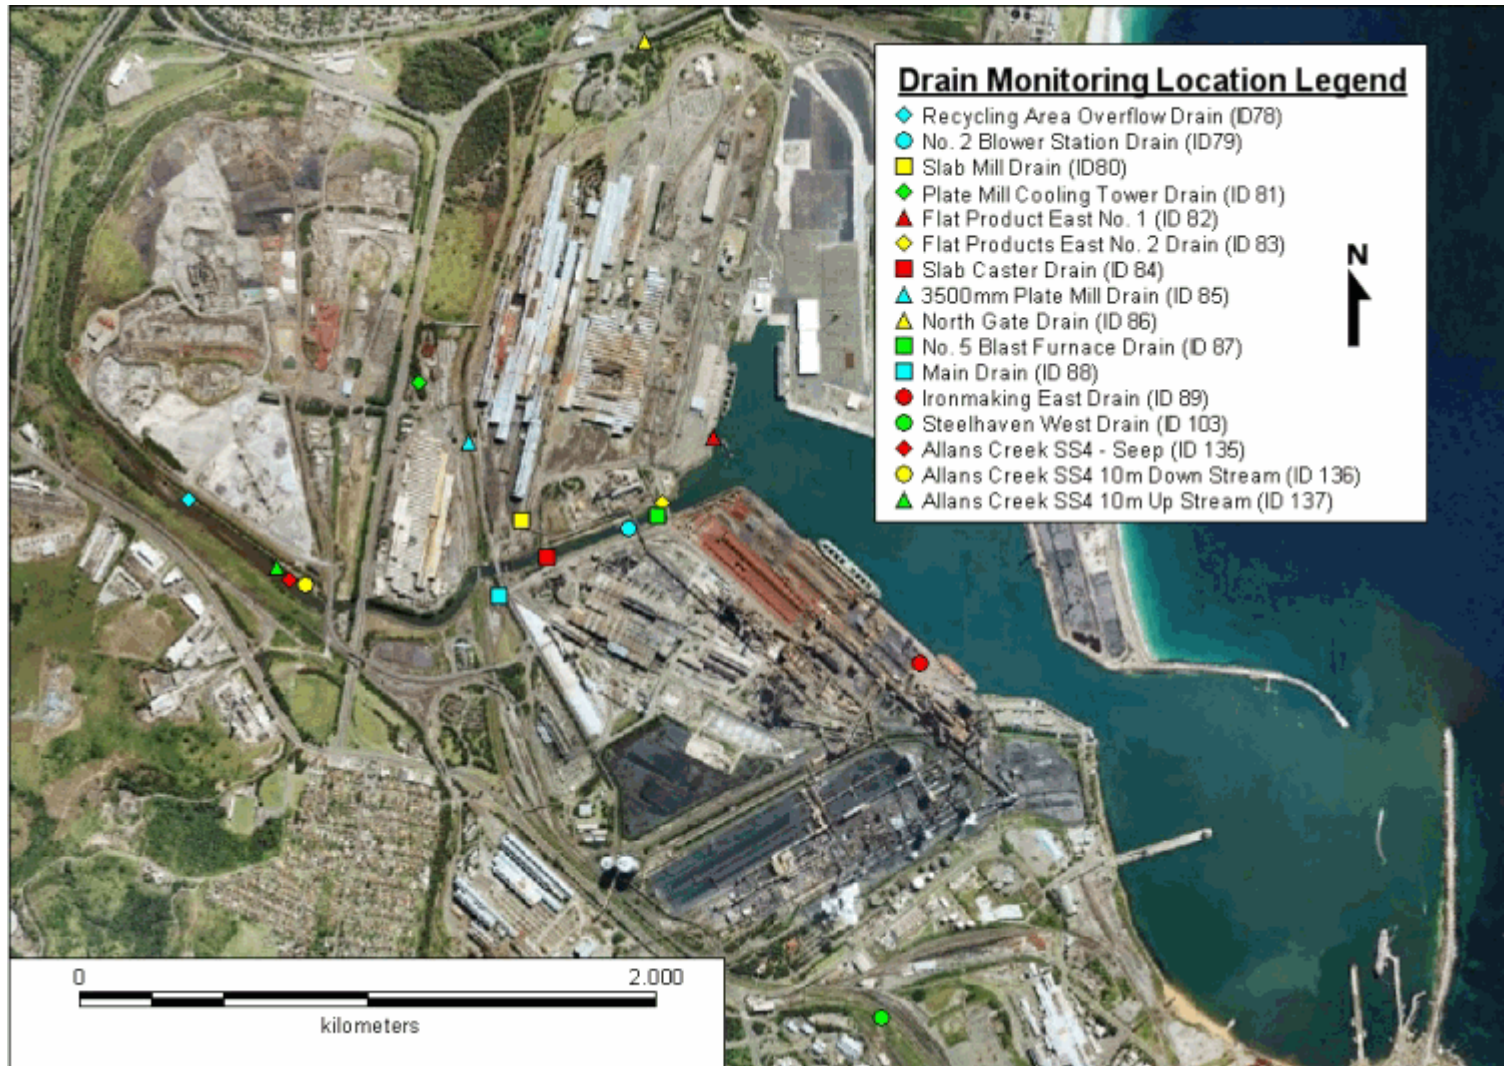 Drain Monitoring Location Legend
Recycling Area Overflow Drain (ID78)
No. 2 Blower Station Drain (ID79)
Slab Mill Drain (ID80)
Plate Mill Cooling Tower Drain (ID 81)
Flat Product East No. 1 (ID 82)
Flat Products East No. 2 Drain (ID 83)
Slab Caster Drain (ID 84)
3500mm Plate Mill Drain (ID 85)
North Gate Drain (ID 86)
No. 5 Blast Furnace Drain (ID 87)
Main Drain (ID 88)
Ironmaking East Drain (ID 89)
Steelhaven West Drain (ID 103)
Allans Creek SS4 - Seep (ID 135)
Allans Creek SS4 10m Down Stream (ID 136)
Allans Creek SS4 10m Up Stream (ID 137)
N
0 2.000
kilometers